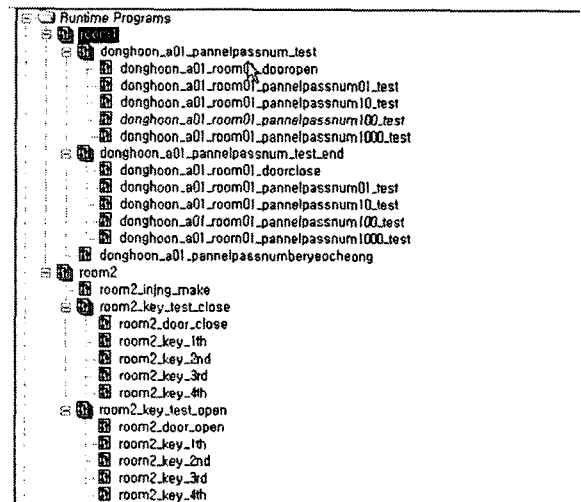 Runtime Programs
room1
donghoon_a01_pannelpassnum_test
donghoon_a01_room01_dooropen
donghoon_a01_room01_pannelpassnum01_test
donghoon_a01_room01_pannelpassnum10_test
donghoon_a01_room01_pannelpassnum100_test
donghoon_a01_room01_pannelpassnum1000_test
donghoon_a01_pannelpassnum_test_end
donghoon_a01_room01_doorclose
donghoon_a01_room01_pannelpassnum01_test
donghoon_a01_room01_pannelpassnum10_test
donghoon_a01_room01_pannelpassnum100_test
donghoon_a01_room01_pannelpassnum1000_test
donghoon_a01_pannelpassnumberyeocheong
room2
room2_injng_make
room2_key_test_close
room2_door_close
room2_key_1th
room2_key_2nd
room2_key_3rd
room2_key_4th
room2_key_test_open
room2_door_open
room2_key_1th
room2_key_2nd
room2_key_3rd
room2_key_4th